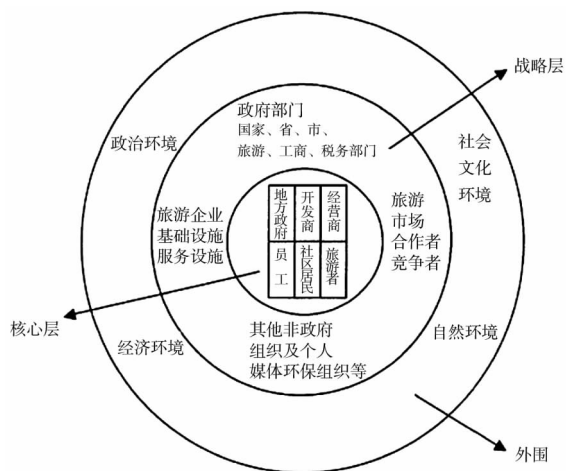 战略层
政府部门
国家、省、市、
旅游、工商、税务部门
政治环境
社会
文化
环境
地方政府
开发商
经营商
旅游企业
基础设施
服务设施
旅游
市场
合作者
竞争者
员工
社区居民
旅游者
核心层
其他非政府
组织及个人
媒体环保组织等
经济环境
自然环境
外围